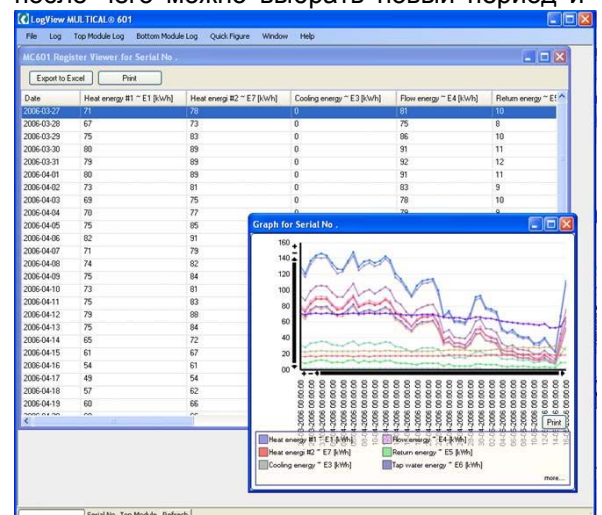 после чего можно выбрать новый период и
LogView MULTICAL® 601
File Log Top Module Log Bottom Module Log Quick Figure Window Help
MC601 Register Viewer for Serial No .
Export to Excel Print
Date Heat energy #1 ~ E1 [kWh] Heat energi #2 ~ E7 [kWh] Cooling energy ~ E3 [kWh] Flow energy ~ E4 [kWh] Return energy ~ E5
2006-03-27 71 78 0 81 10
2006-03-28 67 73 0 75 8
2006-03-29 75 83 0 86 10
2006-03-30 80 89 0 91 11
2006-03-31 79 89 0 92 12
2006-04-01 80 89 0 91 11
2006-04-02 73 81 0 83 9
2006-04-03 69 75 0 78 10
2006-04-04 70 77 0 79 9
2006-04-05 75 85
2006-04-06 82 91
2006-04-07 71 79
2006-04-08 74 82
2006-04-09 75 84
2006-04-10 73 81
2006-04-11 75 83
2006-04-12 79 88
2006-04-13 75 84
2006-04-14 65 72
2006-04-15 61 67
2006-04-16 54 61
2006-04-17 49 54
2006-04-18 57 62
2006-04-19 60 66
Graph for Serial No .
160
140
120
100
80
60
40
20
00
Print
Heat energy #1 ~ E1 [kWh] Flow energy ~ E4 [kWh]
Heat energi #2 ~ E7 [kWh] Return energy ~ E5 [kWh]
Cooling energy ~ E3 [kWh] Tap water energy ~ E6 [kWh]
more...
Serial No. Top Module Refresh